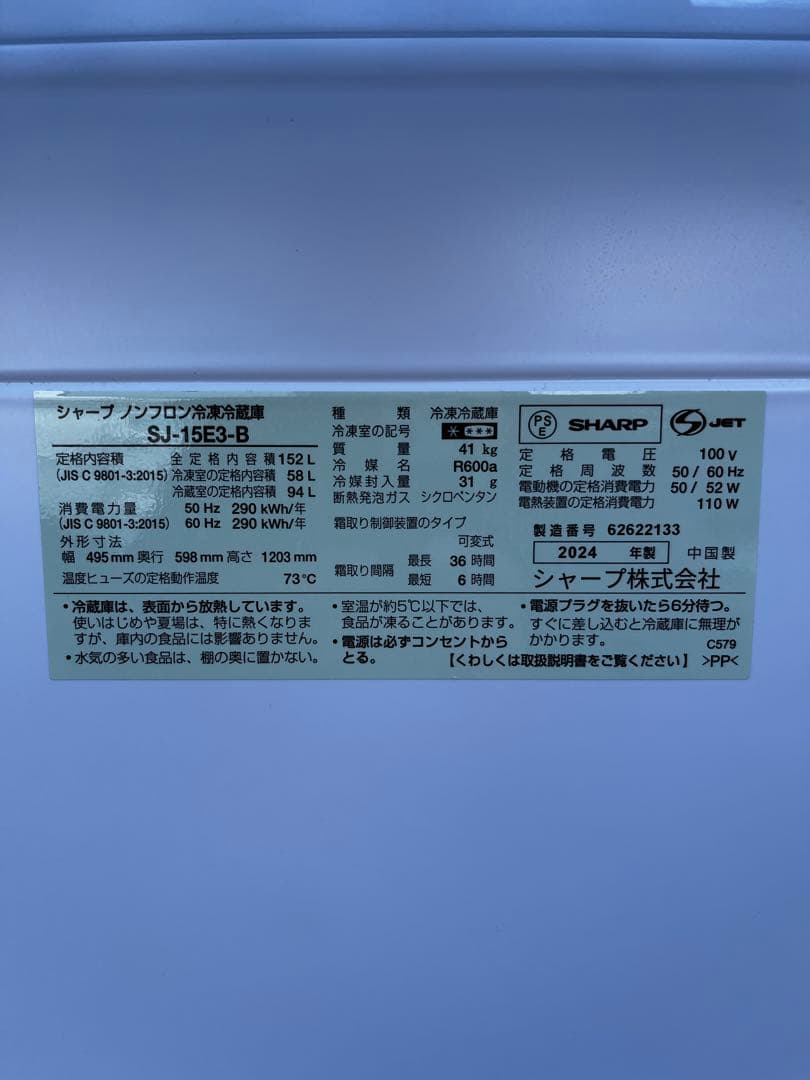 シャープ ノンフロン冷凍冷蔵庫
SJ-15E3-B
定格内容積 全定格内容積 152 L
(JIS C 9801-3:2015) 冷凍室の定格内容積 58 L
冷蔵室の定格内容積 94 L
消費電力量 50 Hz 290 kWh/年
(JIS C 9801-3:2015) 60 Hz 290 kWh/年
外形寸法
幅 495 mm 奥行 598 mm 高さ 1203 mm
温度ヒューズの定格動作温度 73℃
種類 冷凍冷蔵庫
冷凍室の記号 * ***
質量 41 kg
冷媒名 R600a
冷媒封入量 31 g
断熱発泡ガス シクロペンタン
霜取り制御装置のタイプ
可変式
霜取り間隔 最長 36 時間
最短 6 時間
PSE SHARP S JET
定格電圧 100 V
定格周波数 50 / 60 Hz
電動機の定格消費電力 50 / 52 W
電熱装置の定格消費電力 110 W
製造番号 62622133
2024 年製 中国製
シャープ株式会社
・冷蔵庫は、表面から放熱しています。
使いはじめや夏場は、特に熱くなりま
すが、庫内の食品には影響ありません。
・水気の多い食品は、棚の奥に置かない。
・室温が約5℃以下では、
食品が凍ることがあります。
・電源は必ずコンセントから
とる。
・電源プラグを抜いたら6分待つ。
すぐに差し込むと冷蔵庫に無理が
かかります。 C579
【くわしくは取扱説明書をご覧ください】 >PP<